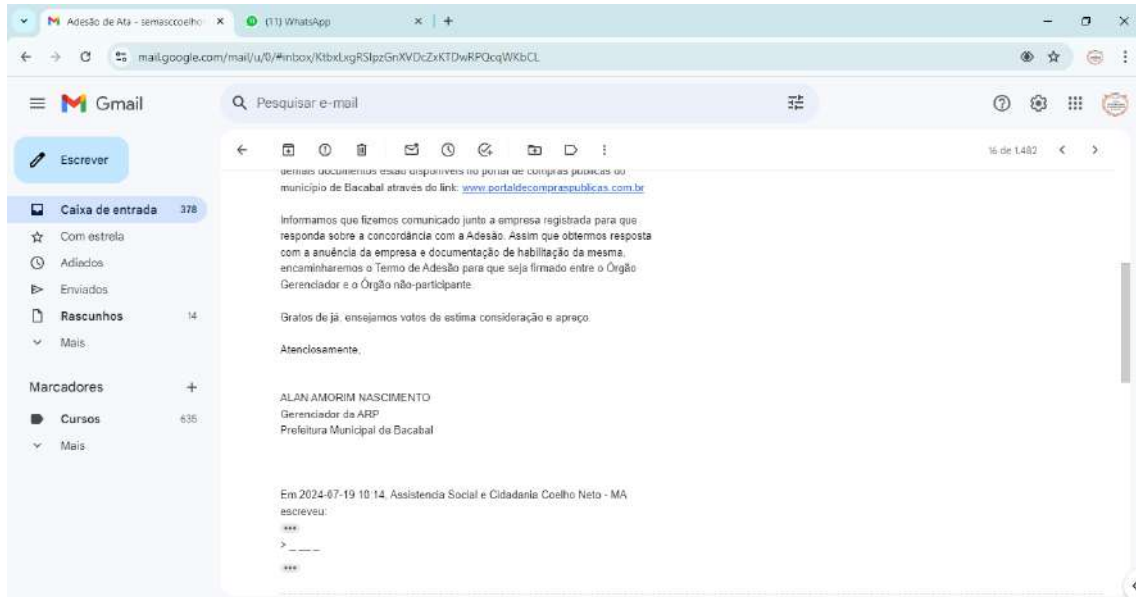 Adesão de Ata - semasccoelho
(11) WhatsApp
mail.google.com/mail/u/0/#inbox/
Gmail
Pesquisar e-mail
Escrever
16 de 1.482
Caixa de entrada 378
Com estrela
Adiados
Enviados
Rascunhos 14
Mais
Marcadores
Cursos 635
Mais
demais documentos estão disponíveis no portal de compras públicas do
município de Bacabal através do link: www.portaldecompraspublicas.com.br
Informamos que fizemos comunicado junto a empresa registrada para que
responda sobre a concordância com a Adesão. Assim que obtermos resposta
com a anuência da empresa e documentação de habilitação da mesma,
encaminharemos o Termo de Adesão para que seja firmado entre o Órgão
Gerenciador e o Órgão não-participante.
Gratos de já, ensejamos votos de estima consideração e apreço.
Atenciosamente,
ALAN AMORIM NASCIMENTO
Gerenciador da ARP
Prefeitura Municipal de Bacabal
Em 2024-07-19 10:14, Assistencia Social e Cidadania Coelho Neto - MA
escreveu:
> _ __ _